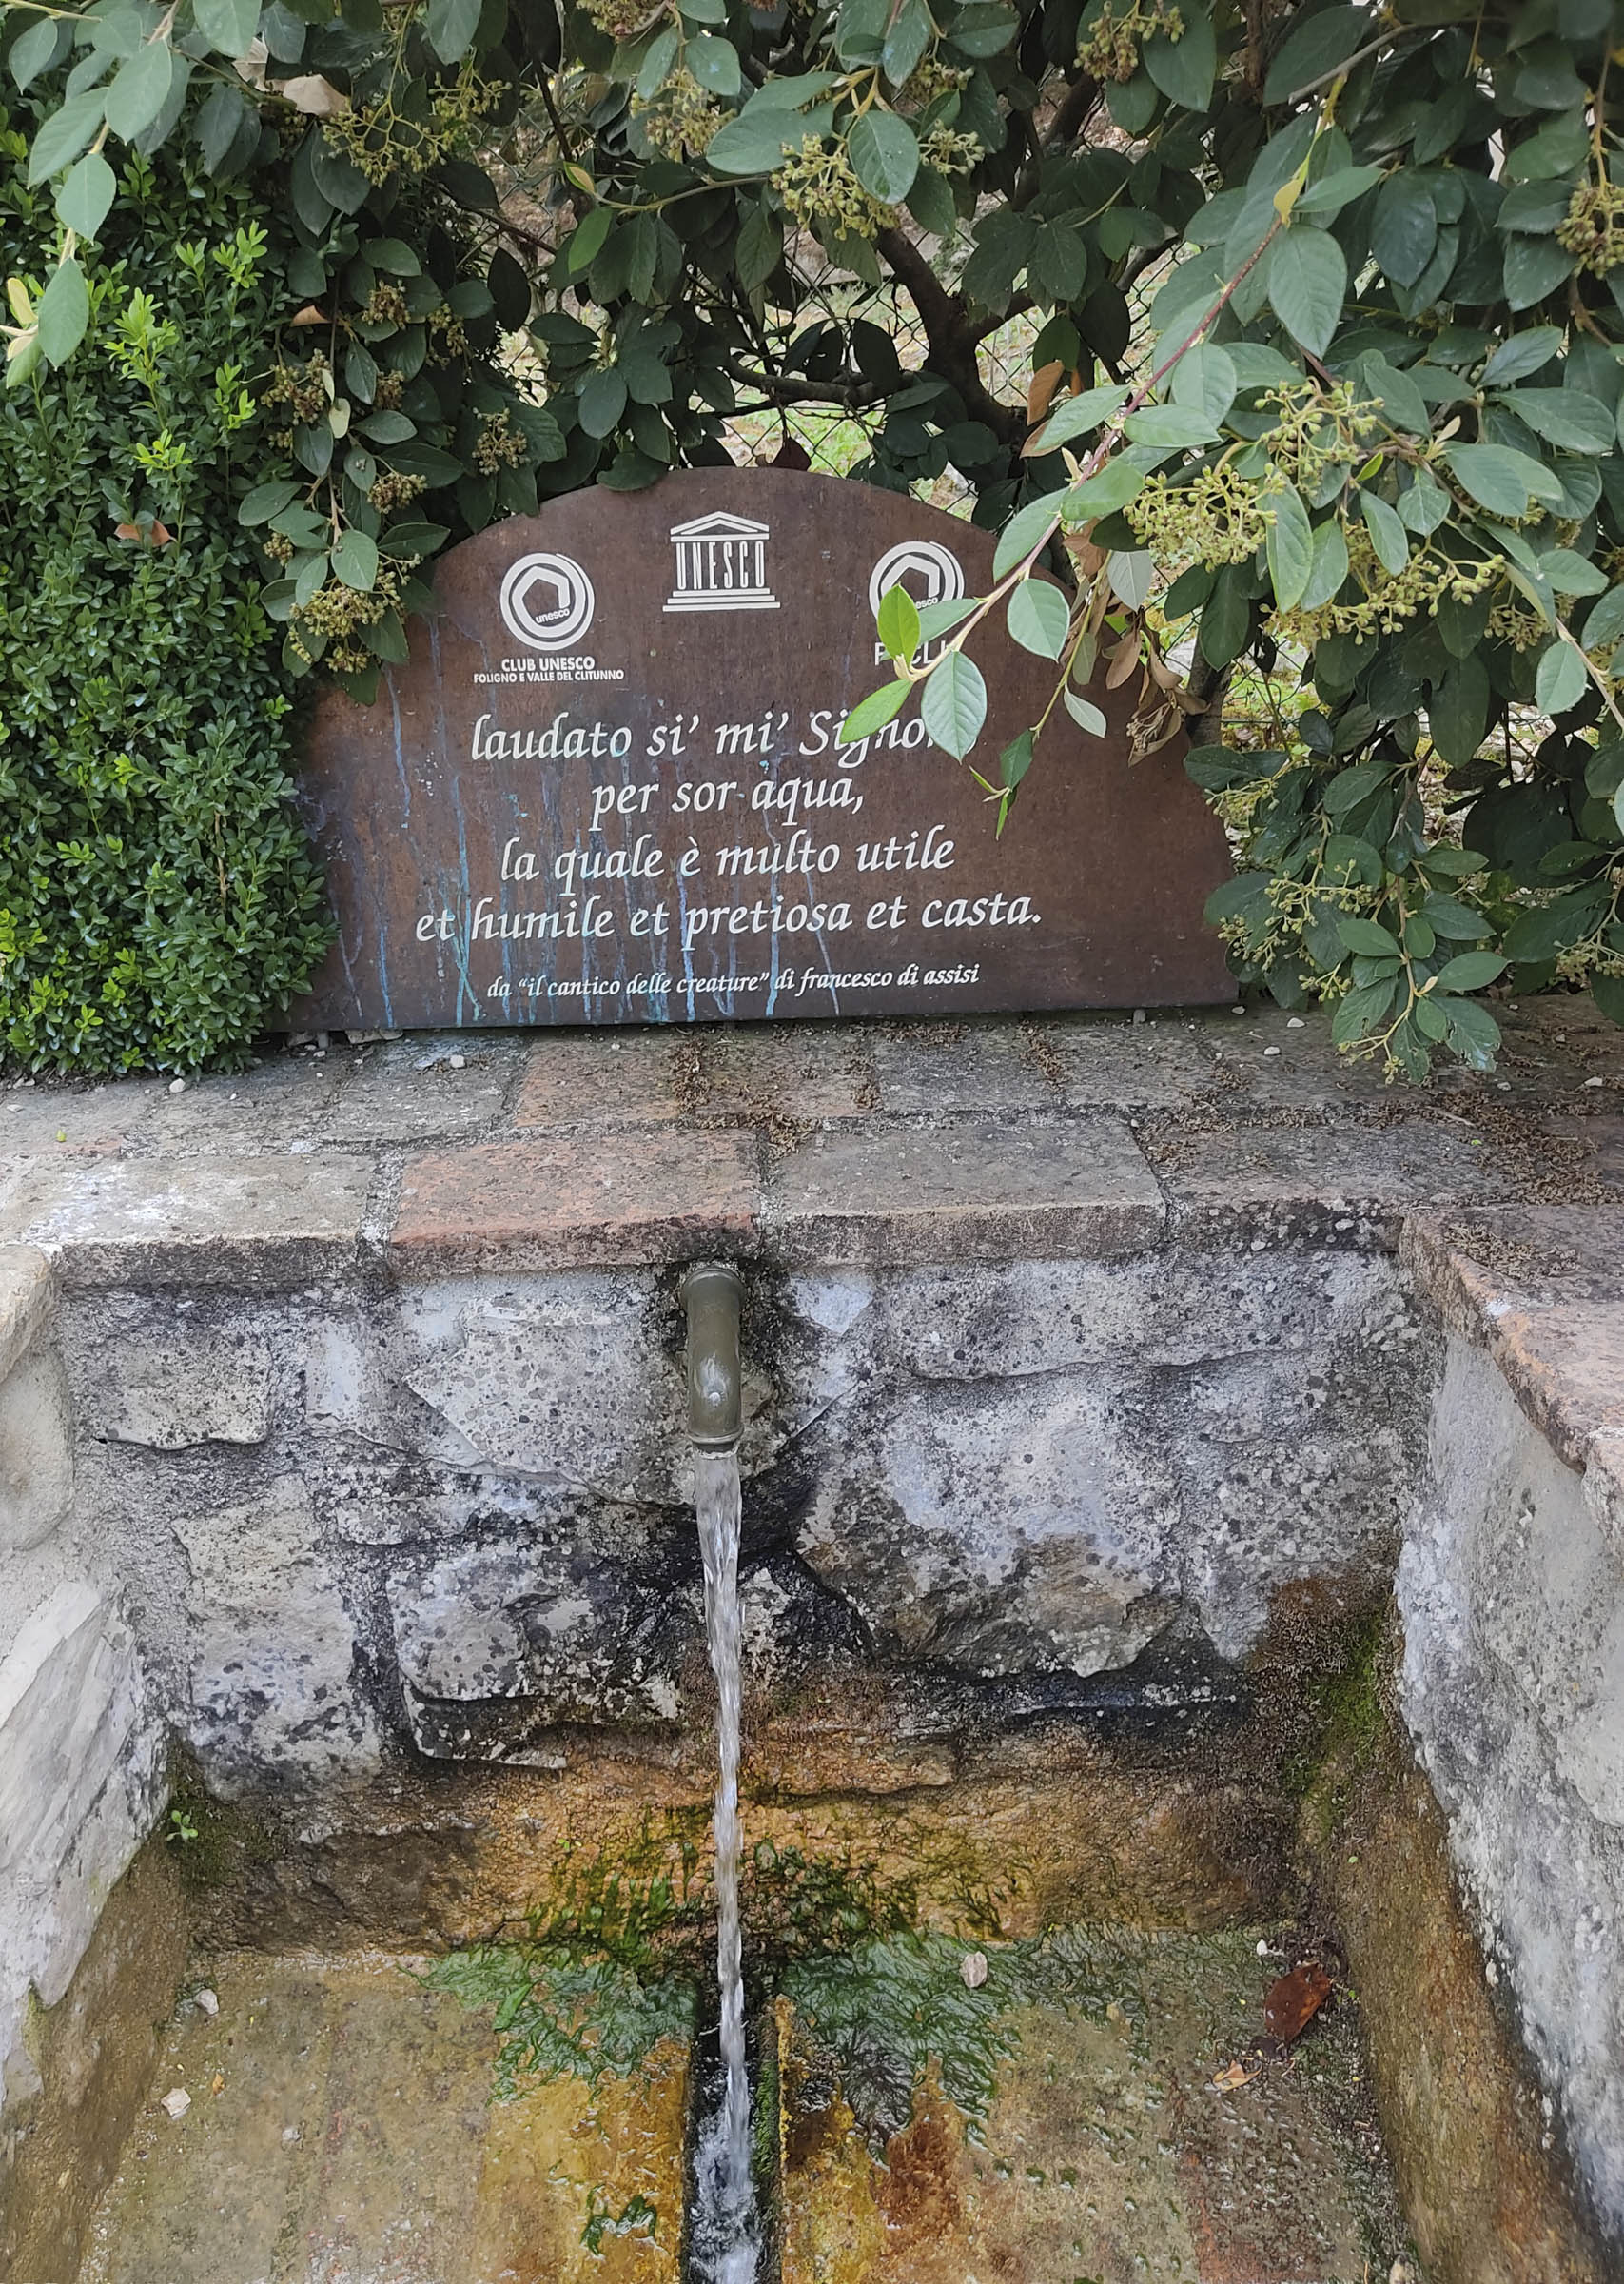 UNESCO
unesco
CLUB UNESCO
FOLIGNO E VALLE DEL CLITUNNO
laudato si' mi'
per sor aqua,
la quale è multo utile
et humile et pretiosa et casta.
da "il cantico delle creature" di francesco di assisi